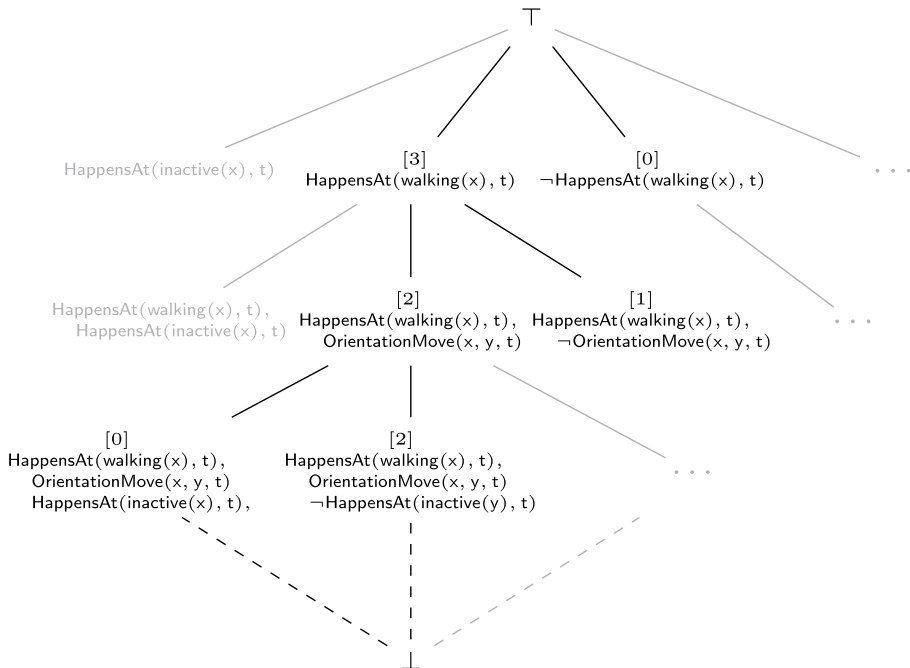 ⊤
HappensAt(inactive(x), t)
[3]
HappensAt(walking(x), t)
[0]
¬HappensAt(walking(x), t)
. . .
HappensAt(walking(x), t),
HappensAt(inactive(x), t)
[2]
HappensAt(walking(x), t),
OrientationMove(x, y, t)
[1]
HappensAt(walking(x), t),
¬OrientationMove(x, y, t)
. . .
[0]
HappensAt(walking(x), t),
OrientationMove(x, y, t)
HappensAt(inactive(x), t),
[2]
HappensAt(walking(x), t),
OrientationMove(x, y, t)
¬HappensAt(inactive(y), t)
. . .
⊥